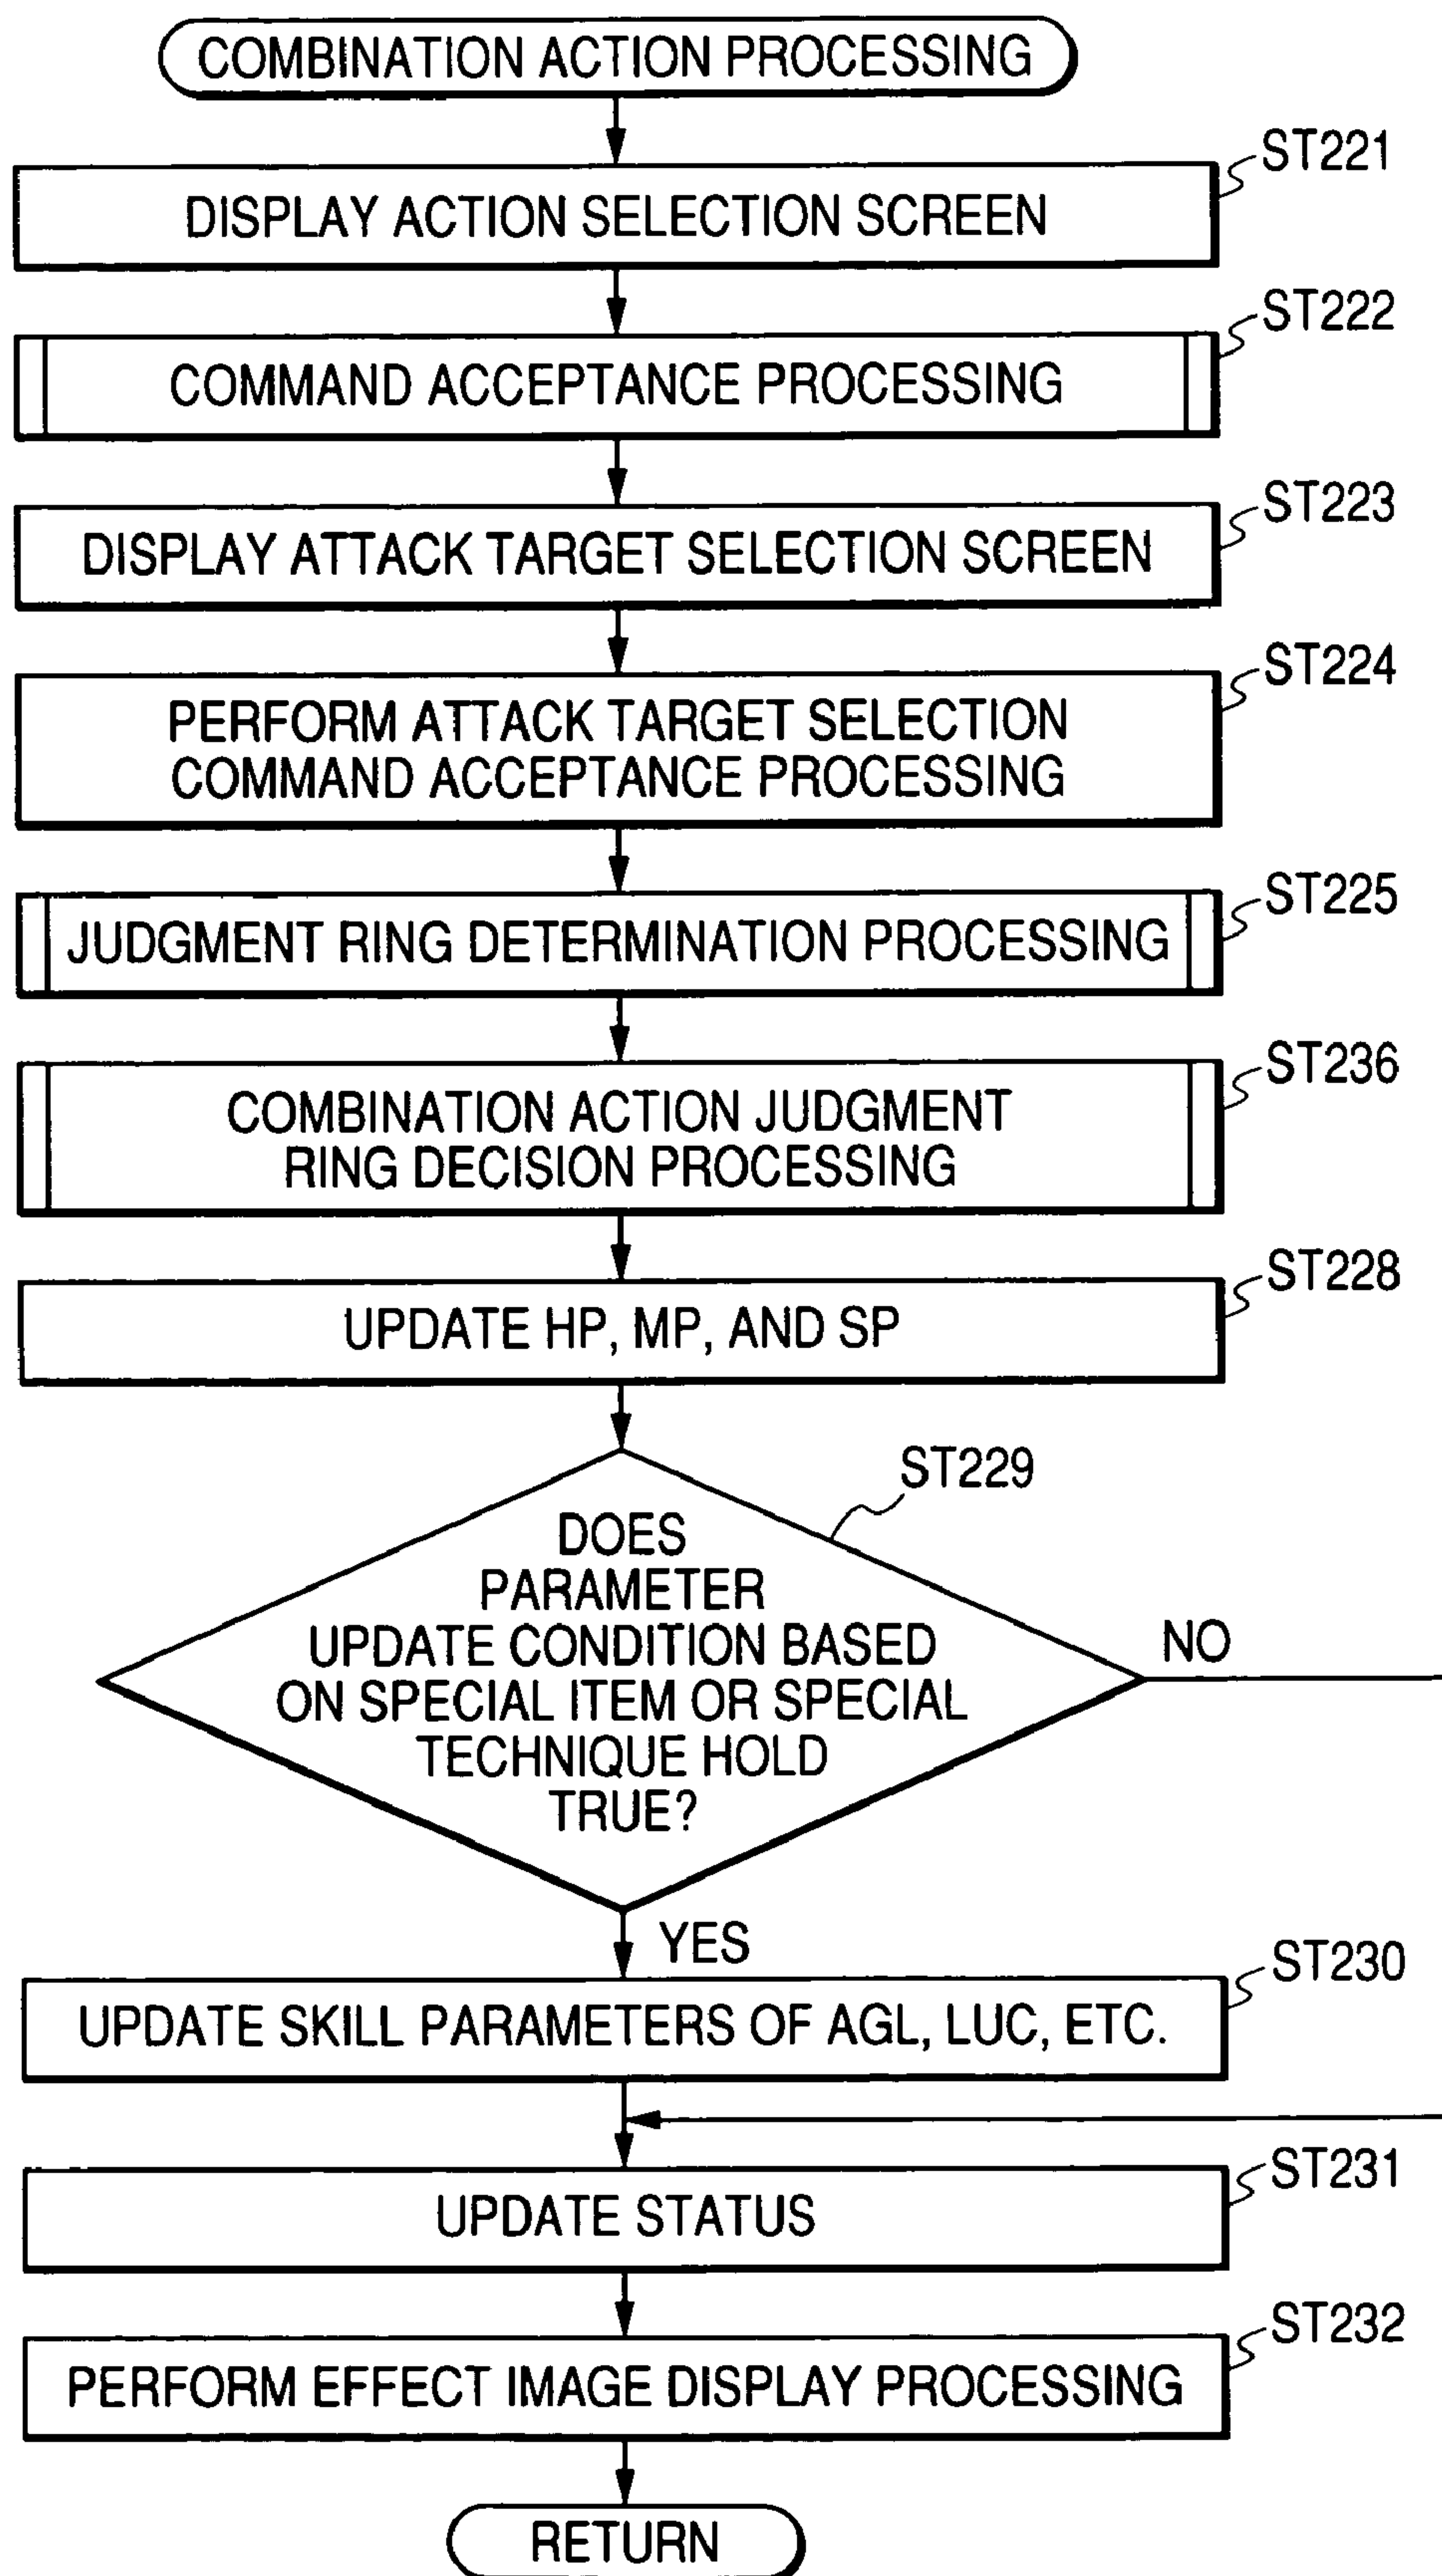 COMBINATION ACTION PROCESSING
ST221
DISPLAY ACTION SELECTION SCREEN
ST222
COMMAND ACCEPTANCE PROCESSING
ST223
DISPLAY ATTACK TARGET SELECTION SCREEN
ST224
PERFORM ATTACK TARGET SELECTION
COMMAND ACCEPTANCE PROCESSING
ST225
JUDGMENT RING DETERMINATION PROCESSING
ST236
COMBINATION ACTION JUDGMENT
RING DECISION PROCESSING
ST228
UPDATE HP, MP, AND SP
ST229
DOES
PARAMETER
UPDATE CONDITION BASED
ON SPECIAL ITEM OR SPECIAL
TECHNIQUE HOLD
TRUE?
NO
YES
ST230
UPDATE SKILL PARAMETERS OF AGL, LUC, ETC.
ST231
UPDATE STATUS
ST232
PERFORM EFFECT IMAGE DISPLAY PROCESSING
RETURN